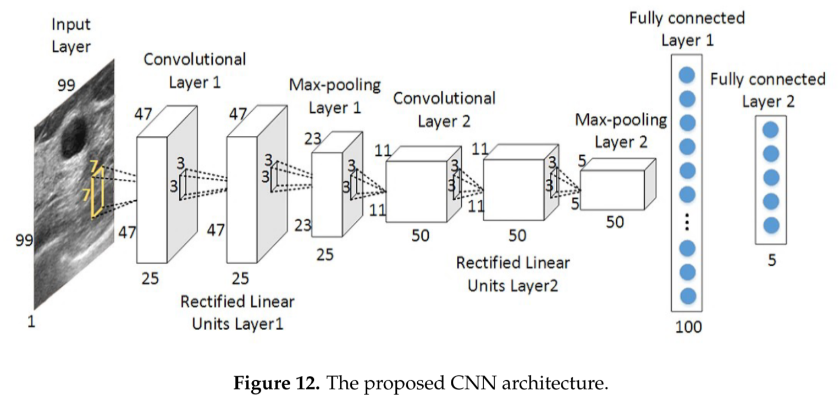 Input
Layer
99
7
7
99
1
Convolutional
Layer 1
47
3
3
47
25
47
3
3
47
25
Rectified Linear
Units Layer1
Max-pooling
Layer 1
23
3
23
25
Convolutional
Layer 2
11
3
3
11
50
11
3
3
11
50
Rectified Linear
Units Layer2
Max-pooling
Layer 2
5
5
50
Fully connected
Layer 1
100
Fully connected
Layer 2
5
Figure 12. The proposed CNN architecture.